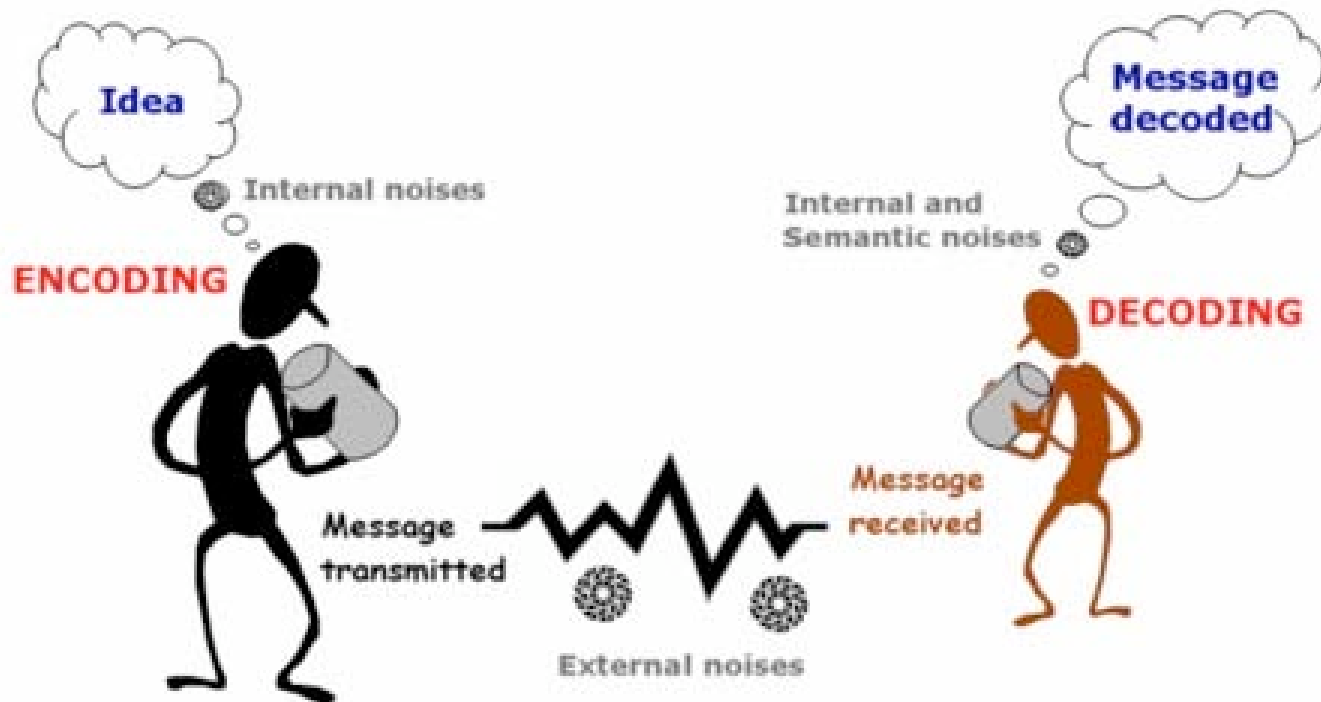 Idea
Message
decoded
Internal noises
Internal and
Semantic noises
ENCODING
DECODING
Message
transmitted
Message
received
External noises